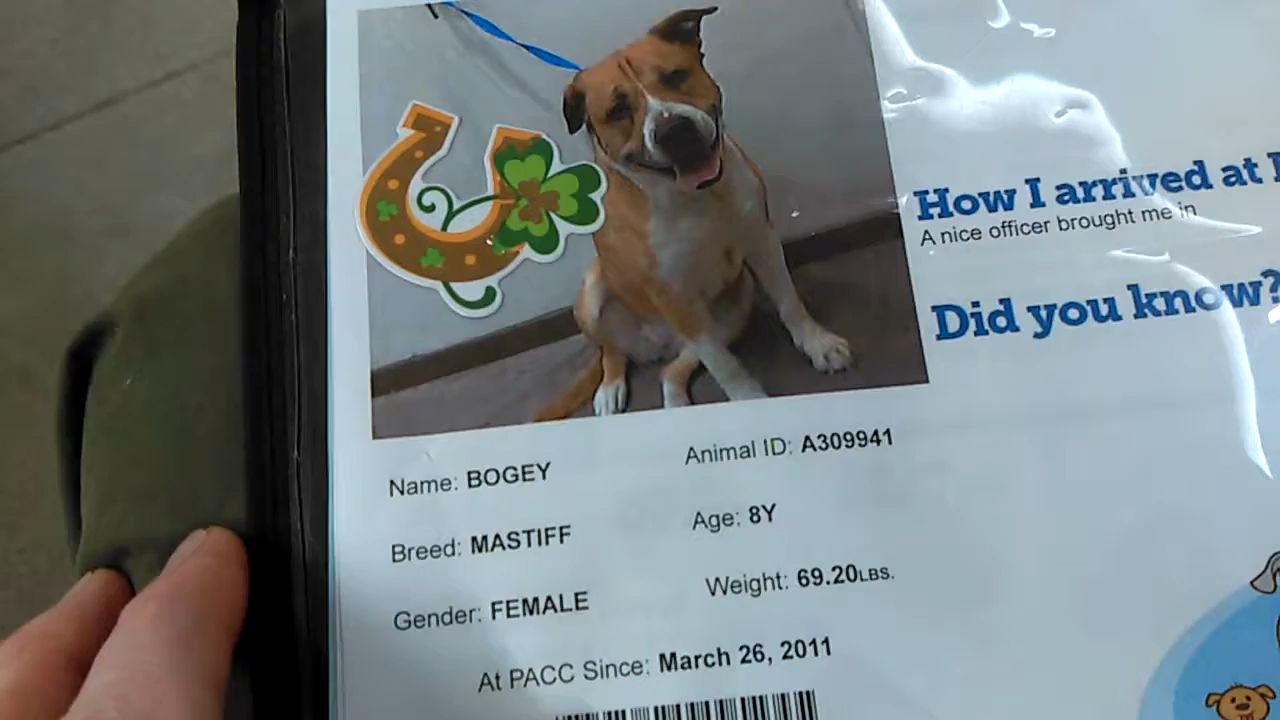 How I arrived at
A nice officer brought me in
Did you know?
Name: BOGEY
Animal ID: A309941
Breed: MASTIFF
Age: 8Y
Gender: FEMALE
Weight: 69.20LBS.
At PACC Since: March 26, 2011